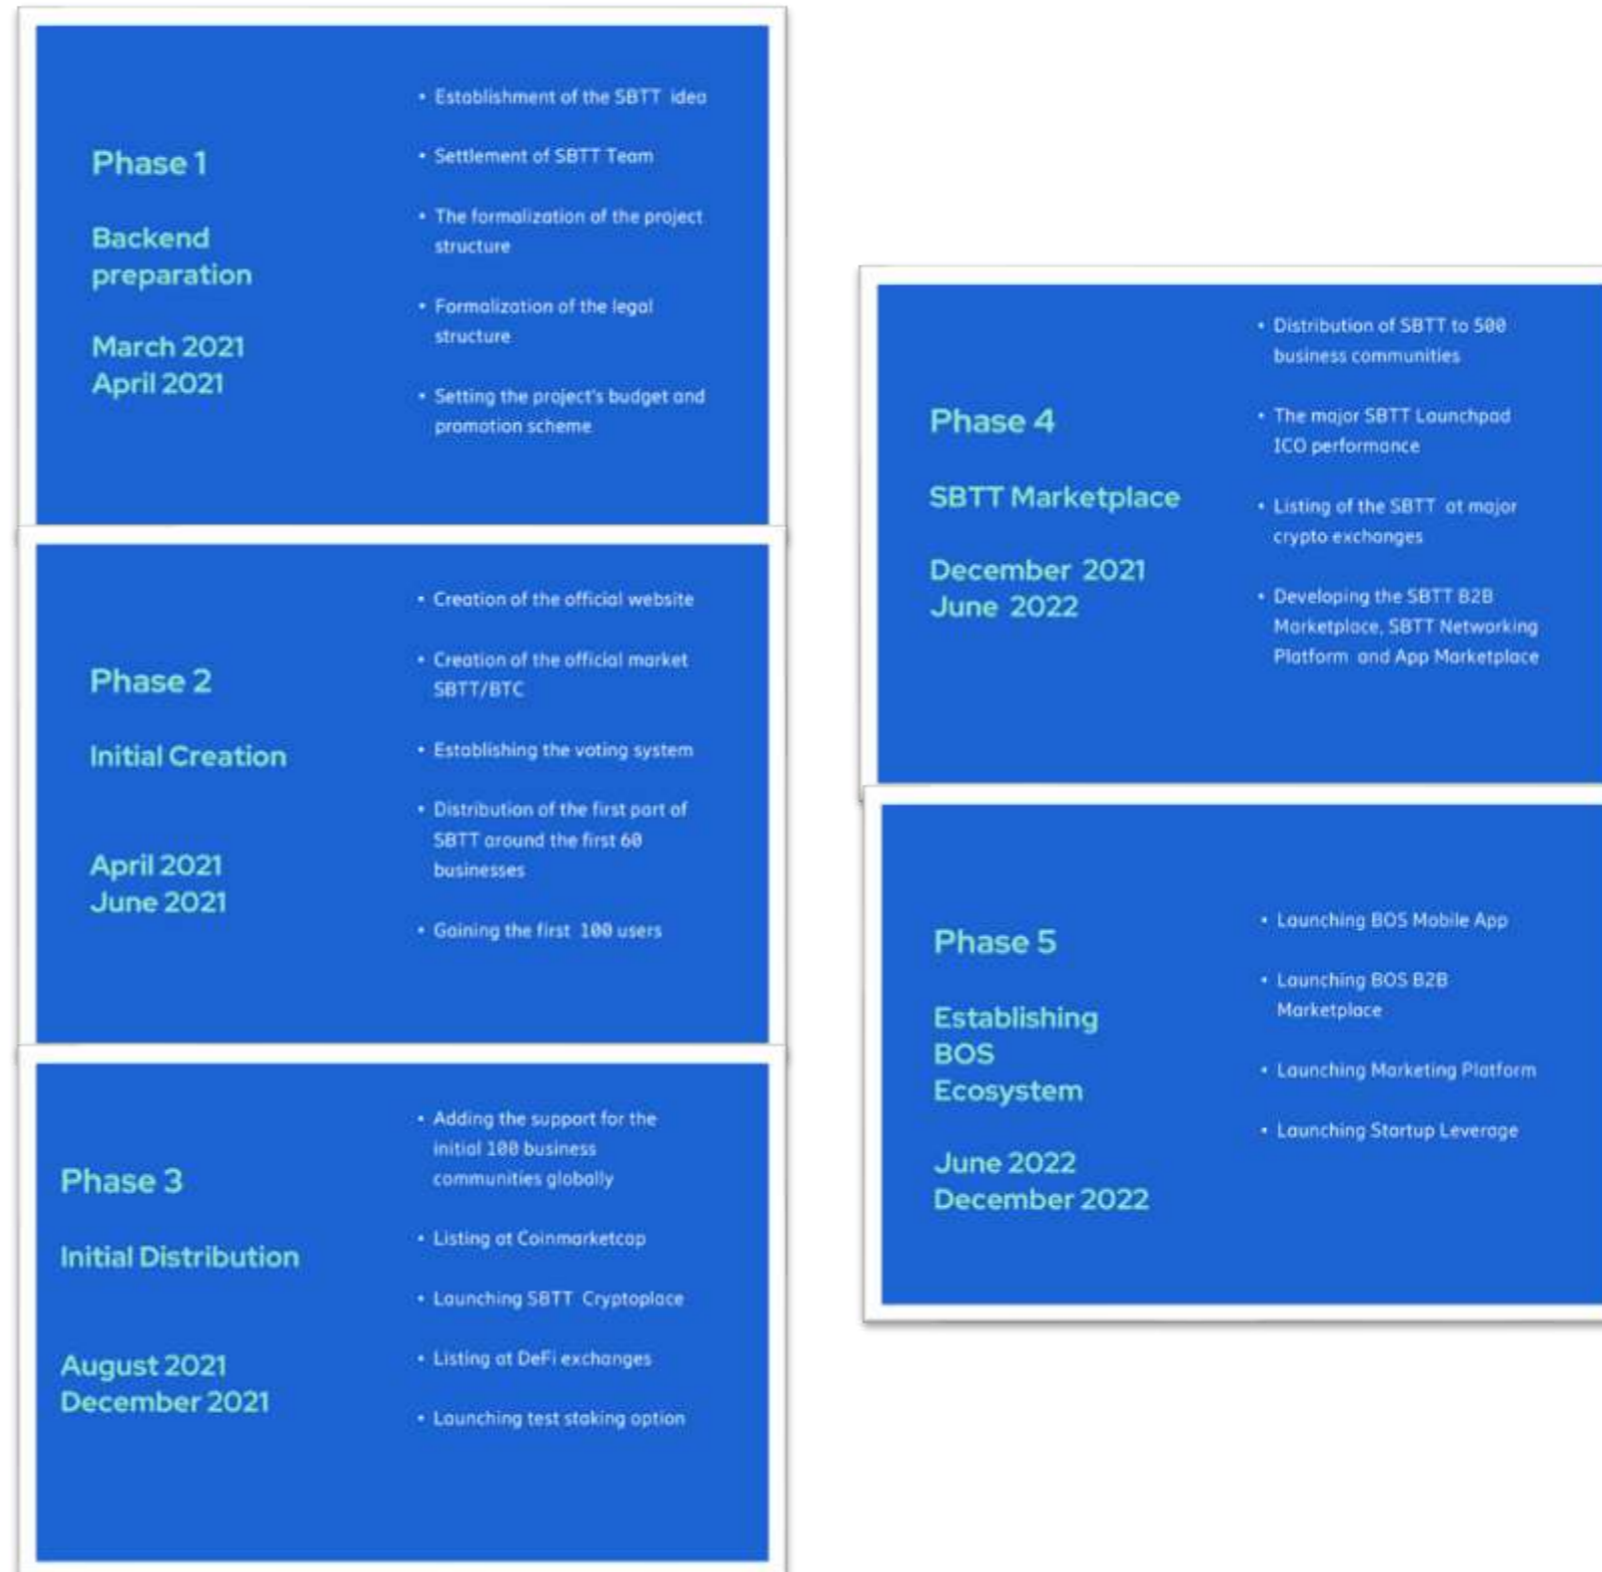 Phase 1
Backend
preparation
March 2021
April 2021
• Establishment of the SBTT idea
• Settlement of SBTT Team
• The formalization of the project
structure
• Formalization of the legal
structure
• Setting the project's budget and
promotion scheme
Phase 2
Initial Creation
April 2021
June 2021
• Creation of the official website
• Creation of the official market
SBTT/BTC
• Establishing the voting system
• Distribution of the first part of
SBTT around the first 60
businesses
• Gaining the first 100 users
Phase 3
Initial Distribution
August 2021
December 2021
• Adding the support for the
initial 100 business
communities globally
• Listing at Coinmarketcap
• Launching SBTT Cryptoplace
• Listing at DeFi exchanges
• Launching test staking option
Phase 4
SBTT Marketplace
December 2021
June 2022
• Distribution of SBTT to 500
business communities
• The major SBTT Launchpad
ICO performance
• Listing of the SBTT at major
crypto exchanges
• Developing the SBTT B2B
Marketplace, SBTT Networking
Platform and App Marketplace
Phase 5
Establishing
BOS
Ecosystem
June 2022
December 2022
• Launching BOS Mobile App
• Launching BOS B2B
Marketplace
• Launching Marketing Platform
• Launching Startup Leverage